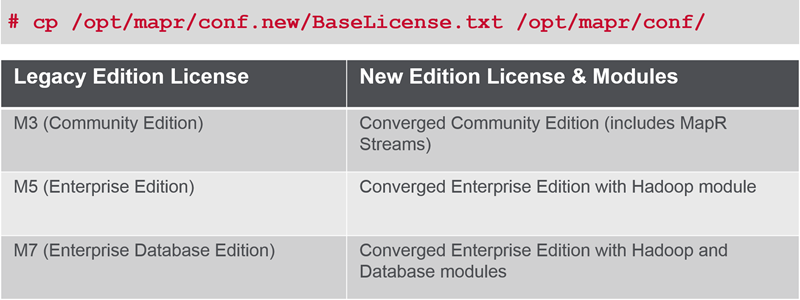 # cp /opt/mapr/conf.new/BaseLicense.txt /opt/mapr/conf/
Legacy Edition License
New Edition License & Modules
M3 (Community Edition)
Converged Community Edition (includes MapR
Streams)
M5 (Enterprise Edition)
Converged Enterprise Edition with Hadoop module
M7 (Enterprise Database Edition)
Converged Enterprise Edition with Hadoop and
Database modules